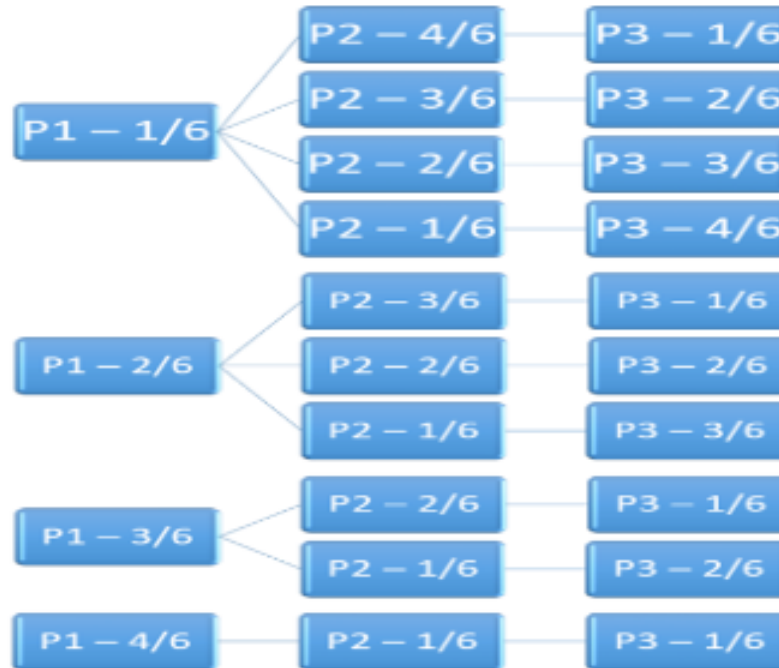 P2 – 4/6 P3 – 1/6
P1 – 1/6 P2 – 3/6 P3 – 2/6
P2 – 2/6 P3 – 3/6
P2 – 1/6 P3 – 4/6
P2 – 3/6 P3 – 1/6
P1 – 2/6 P2 – 2/6 P3 – 2/6
P2 – 1/6 P3 – 3/6
P2 – 2/6 P3 – 1/6
P1 – 3/6
P2 – 1/6 P3 – 2/6
P1 – 4/6 P2 – 1/6 P3 – 1/6